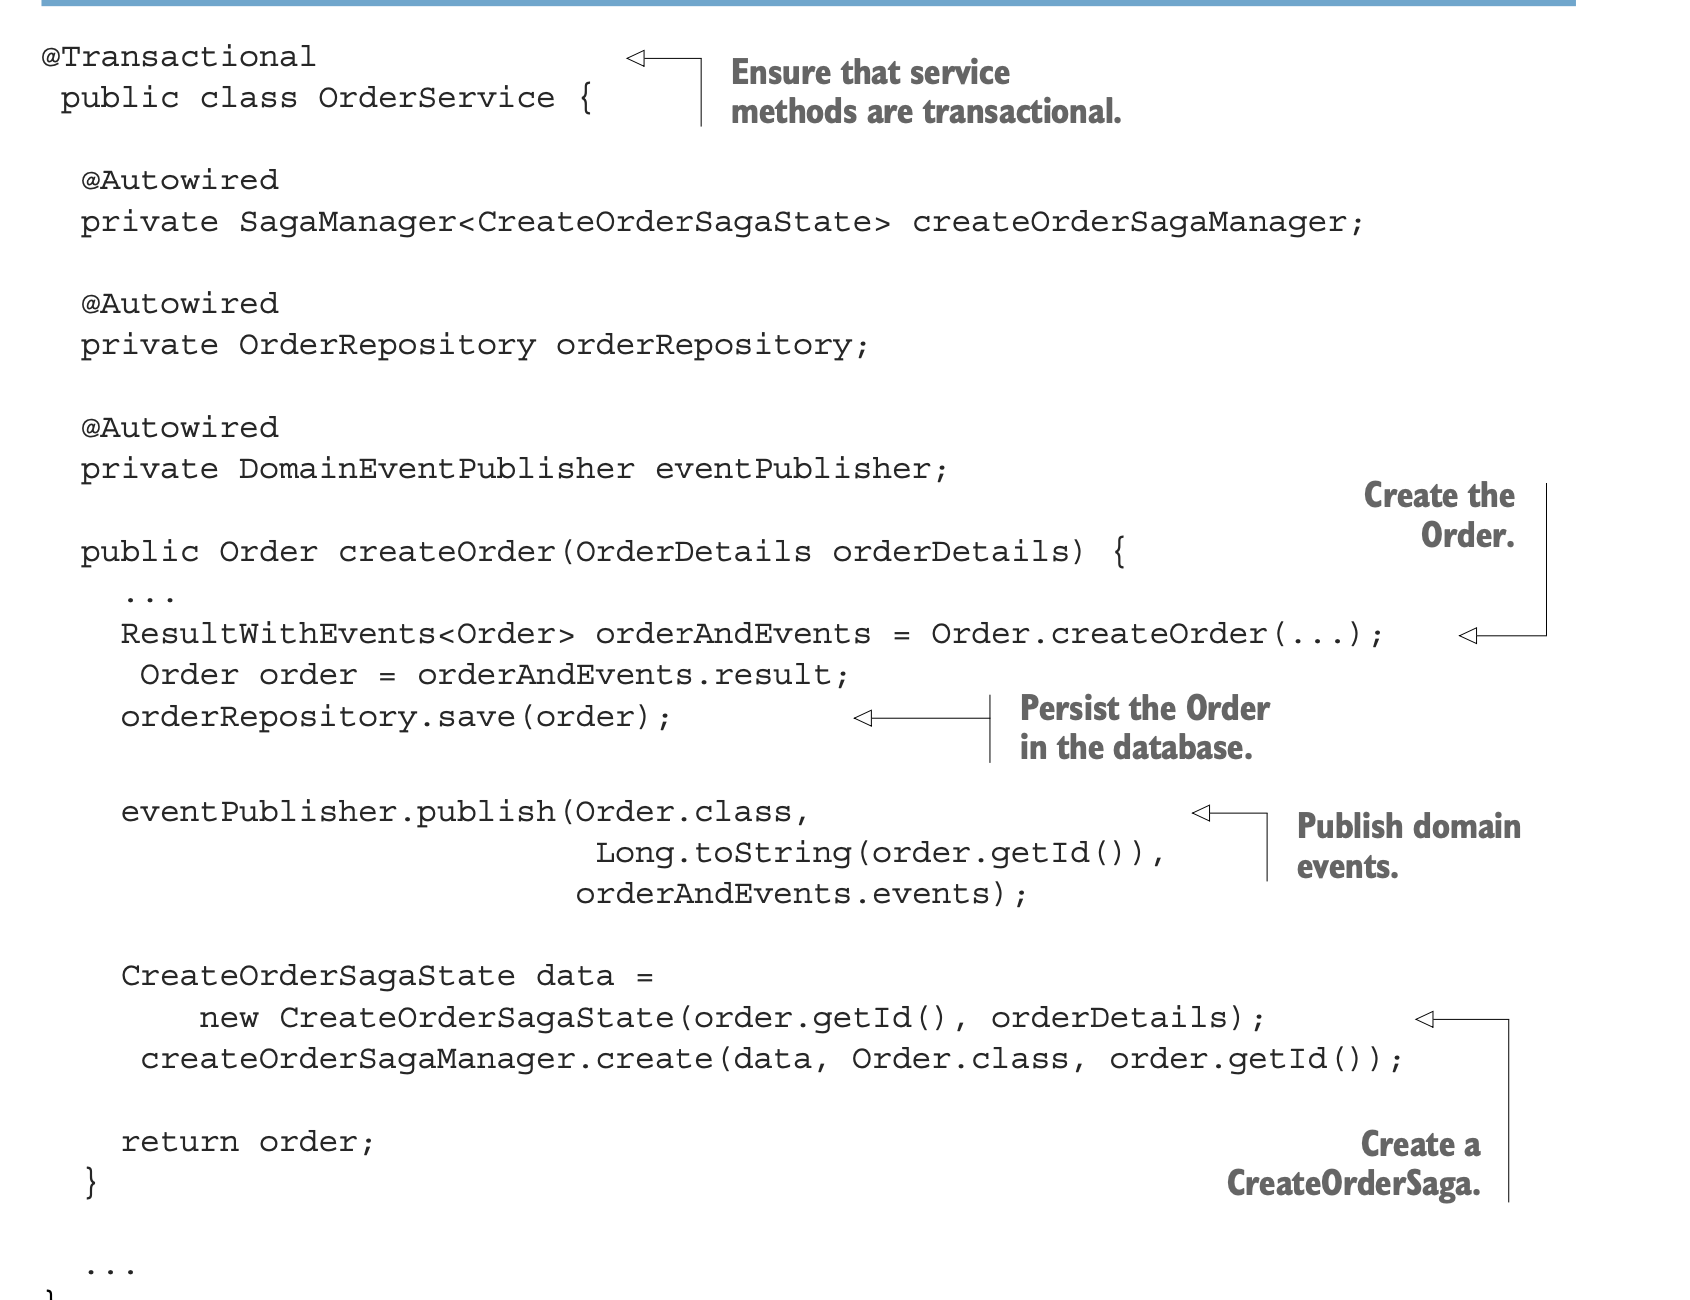 @Transactional
public class OrderService {
Ensure that service
methods are transactional.
@Autowired
private SagaManager<CreateOrderSagaState> createOrderSagaManager;
@Autowired
private OrderRepository orderRepository;
@Autowired
private DomainEventPublisher eventPublisher;
Create the
Order.
public Order createOrder(OrderDetails orderDetails) {
...
ResultWithEvents<Order> orderAndEvents = Order.createOrder(...);
Order order = orderAndEvents.result;
orderRepository.save(order);
Persist the Order
in the database.
eventPublisher.publish(Order.class,
Long.toString(order.getId()),
orderAndEvents.events);
Publish domain
events.
CreateOrderSagaState data =
new CreateOrderSagaState(order.getId(), orderDetails);
createOrderSagaManager.create(data, Order.class, order.getId());
return order;
}
Create a
CreateOrderSaga.
...
}